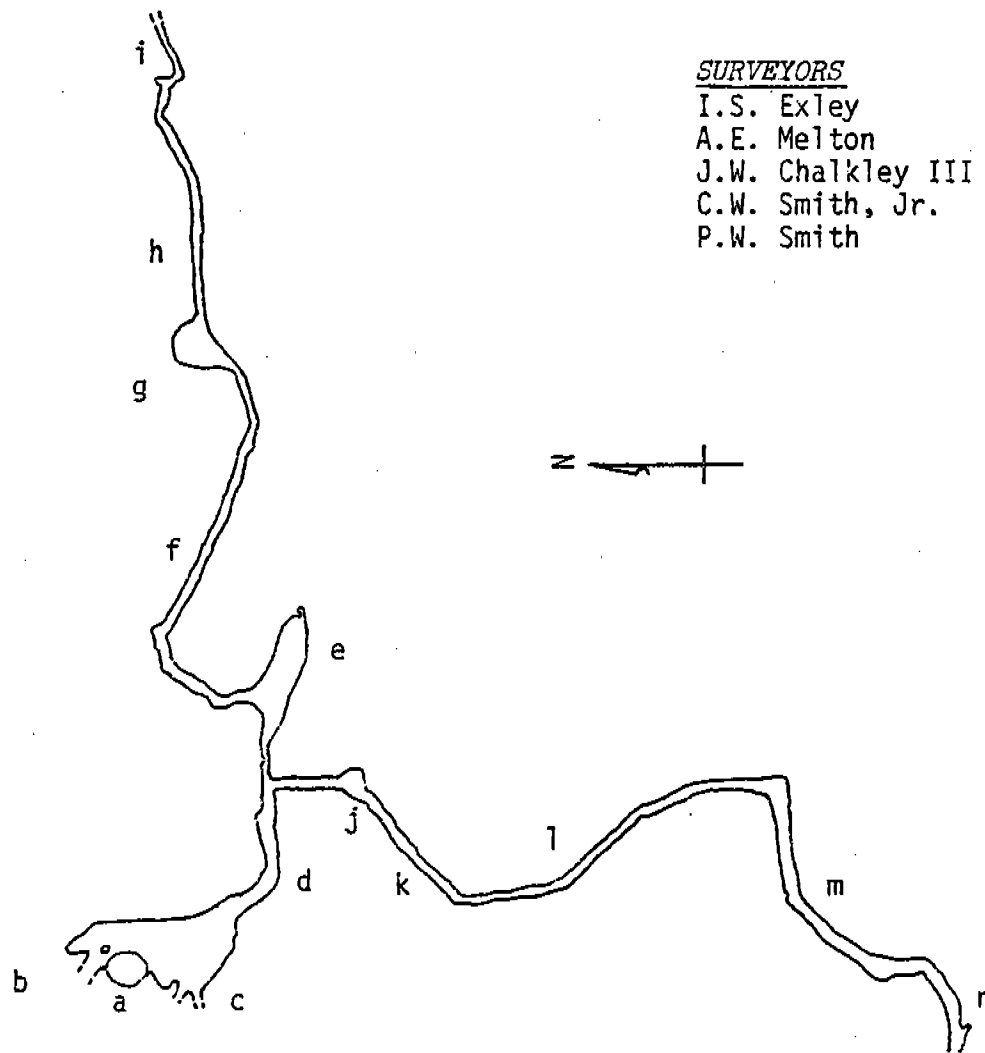 i
SURVEYORS
I.S. Exley
A.E. Melton
J.W. Chalkley III
C.W. Smith, Jr.
P.W. Smith
h
g
N
f
e
j
l
d
k
m
b
a
c